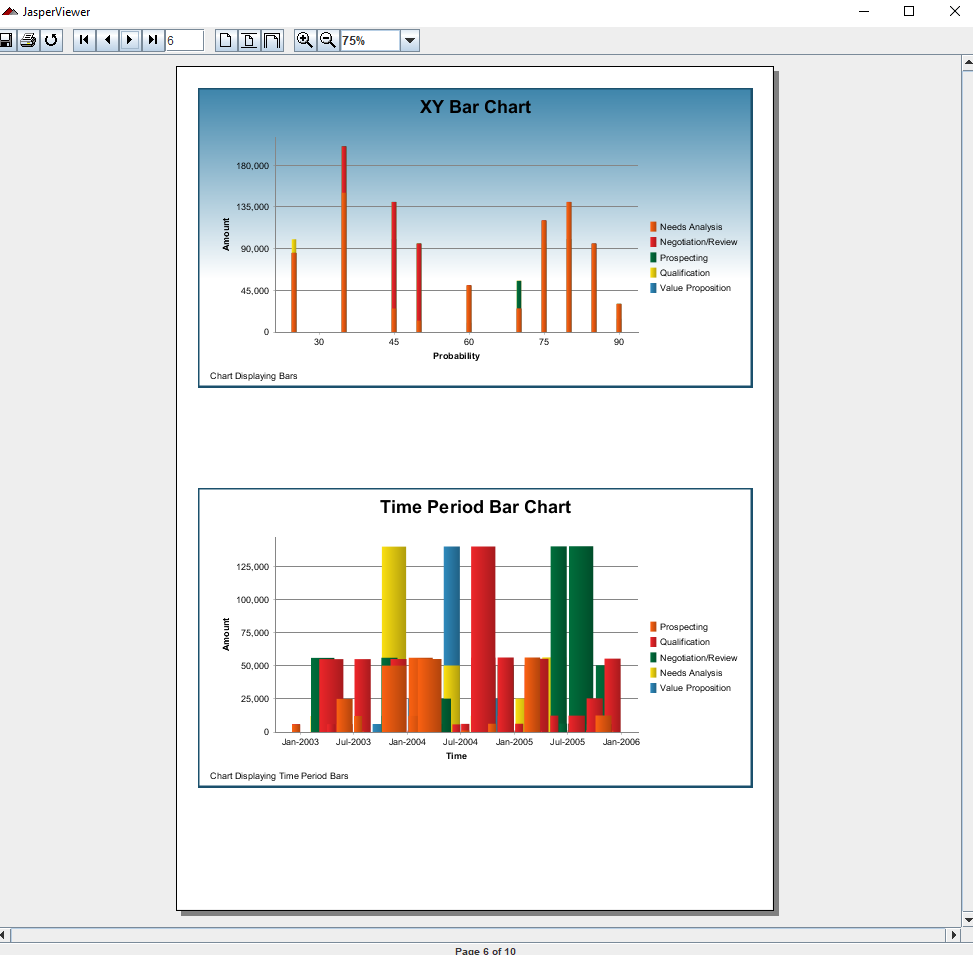 JasperViewer
6
75%
XY Bar Chart
180,000
135,000
90,000
45,000
0
Amount
30 45 60 75 90
Probability
Needs Analysis
Negotiation/Review
Prospecting
Qualification
Value Proposition
Chart Displaying Bars
Time Period Bar Chart
125,000
100,000
75,000
50,000
25,000
0
Amount
Jan-2003 Jul-2003 Jan-2004 Jul-2004 Jan-2005 Jul-2005 Jan-2006
Time
Prospecting
Qualification
Negotiation/Review
Needs Analysis
Value Proposition
Chart Displaying Time Period Bars
Page 6 of 10